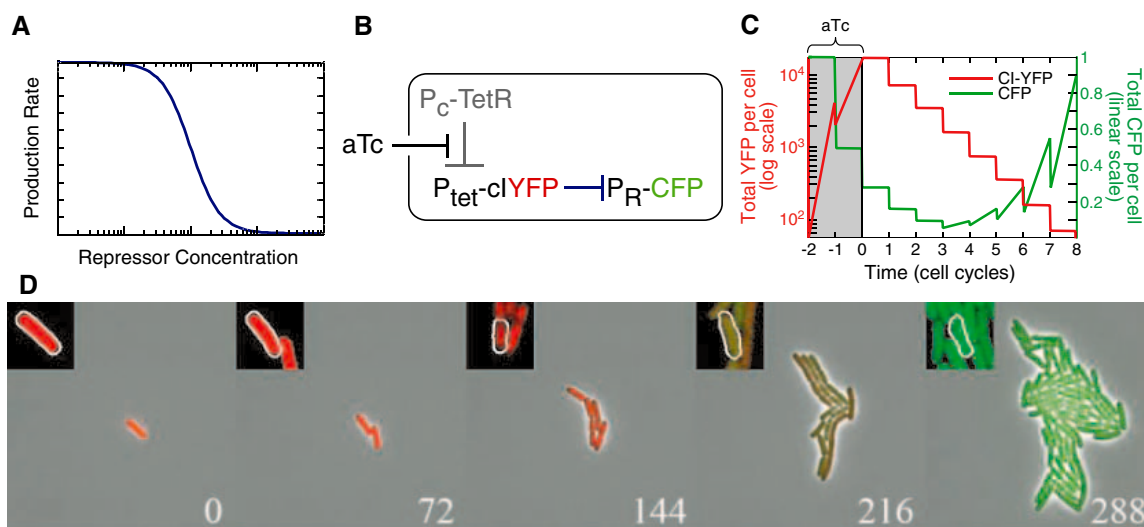 A
Production Rate
Repressor Concentration
B
Pc-TetR
aTc
Ptet-cIYFP
PR-CFP
C
aTc
Total YFP per cell
(log scale)
10^4
10^3
10^2
CI-YFP
CFP
1
0.8
0.6
0.4
0.2
Total CFP per cell
(linear scale)
-2 -1 0 1 2 3 4 5 6 7 8
Time (cell cycles)
D
0
72
144
216
288